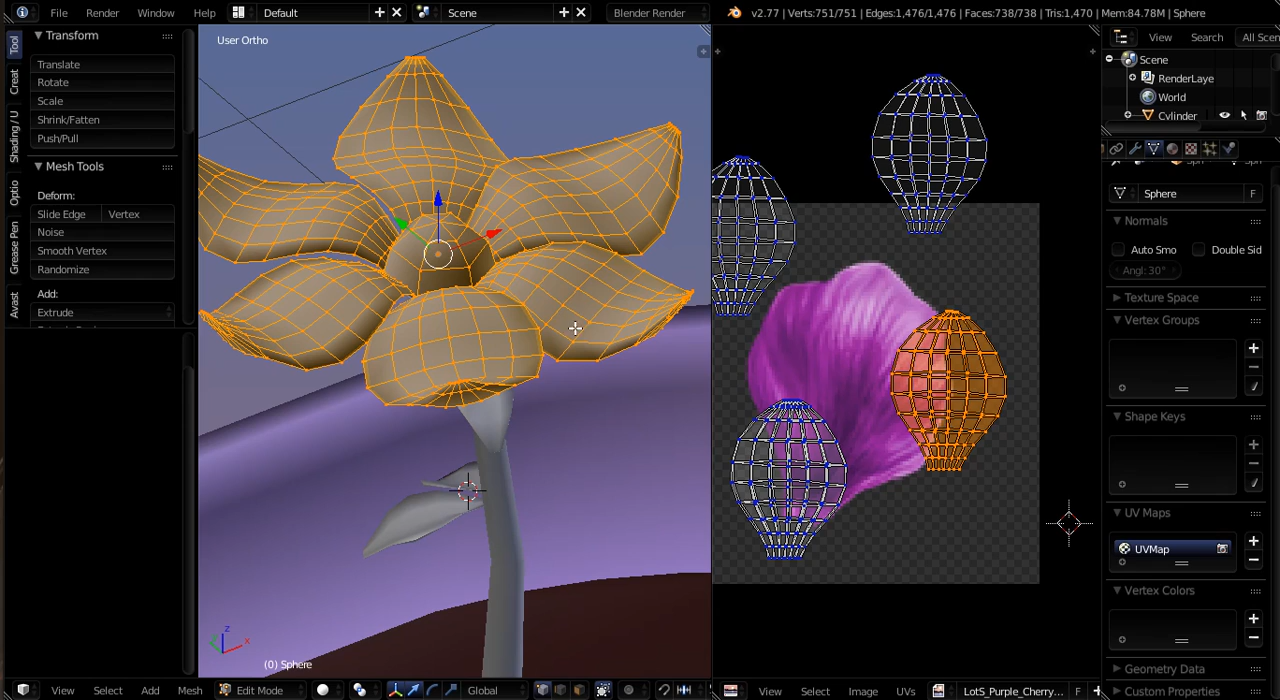 File Render Window Help Default Scene Blender Render v2.77 | Verts:751/751 | Edges:1,476/1,476 | Faces:738/738 | Tris:1,470 | Mem:84.78M | Sphere
Tool
Creat
Shading / U
Optio
Grease Pen
Avast
Transform
Translate
Rotate
Scale
Shrink/Fatten
Push/Pull
Mesh Tools
Deform:
Slide Edge Vertex
Noise
Smooth Vertex
Randomize
Add:
Extrude
User Ortho
z
x
(0) Sphere
View Search All Scen
Scene
RenderLaye
World
Cylinder
Sphere F
Normals
Auto Smo Double Sid
Angl: 30°
Texture Space
Vertex Groups
Shape Keys
UV Maps
UVMap
Vertex Colors
Geometry Data
Custom Properties
View Select Add Mesh Edit Mode Global View Select Image UVs LotS_Purple_Cherry...